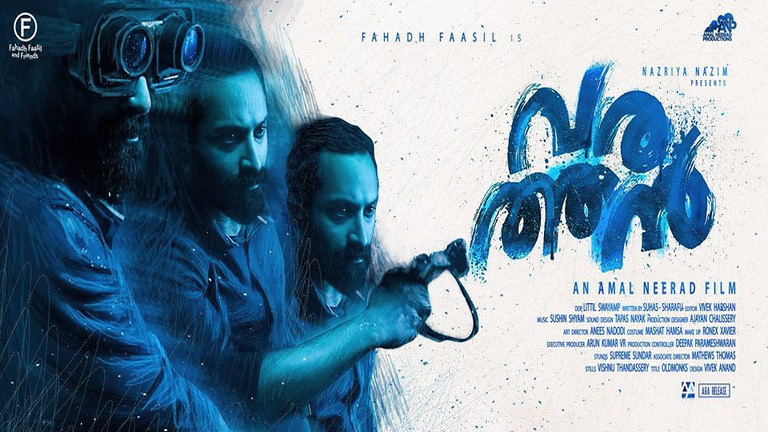 F
Fahadh Faasil
and Friends
FAHADH FAASIL IS
NAZRIYA NAZIM
PRESENTS
വര
ത്തൻ
AN AMAL NEERAD FILM
DOP LITTIL SWAYAMP WRITTEN BY SUHAS - SHARAFU EDITOR VIVEK HARSHAN
MUSIC SUSHIN SHYAM SOUND DESIGN TAPAS NAYAK PRODUCTION DESIGNER AJAYAN CHALISSERY
ART DIRECTOR ANEES NADODI COSTUME MASHAR HAMSA MAKE UP RONEX XAVIER
EXECUTIVE PRODUCER ARUN KUMAR VR PRODUCTION CONTROLLER DEEPAK PARAMESHWARAN
STUNTS SUPREME SUNDAR ASSOCIATE DIRECTOR MATHEWS THOMAS
STILLS VISHNU THANDASSERY TITLE OLDMONKS DESIGN VIVEK ANAND
A&A RELEASE